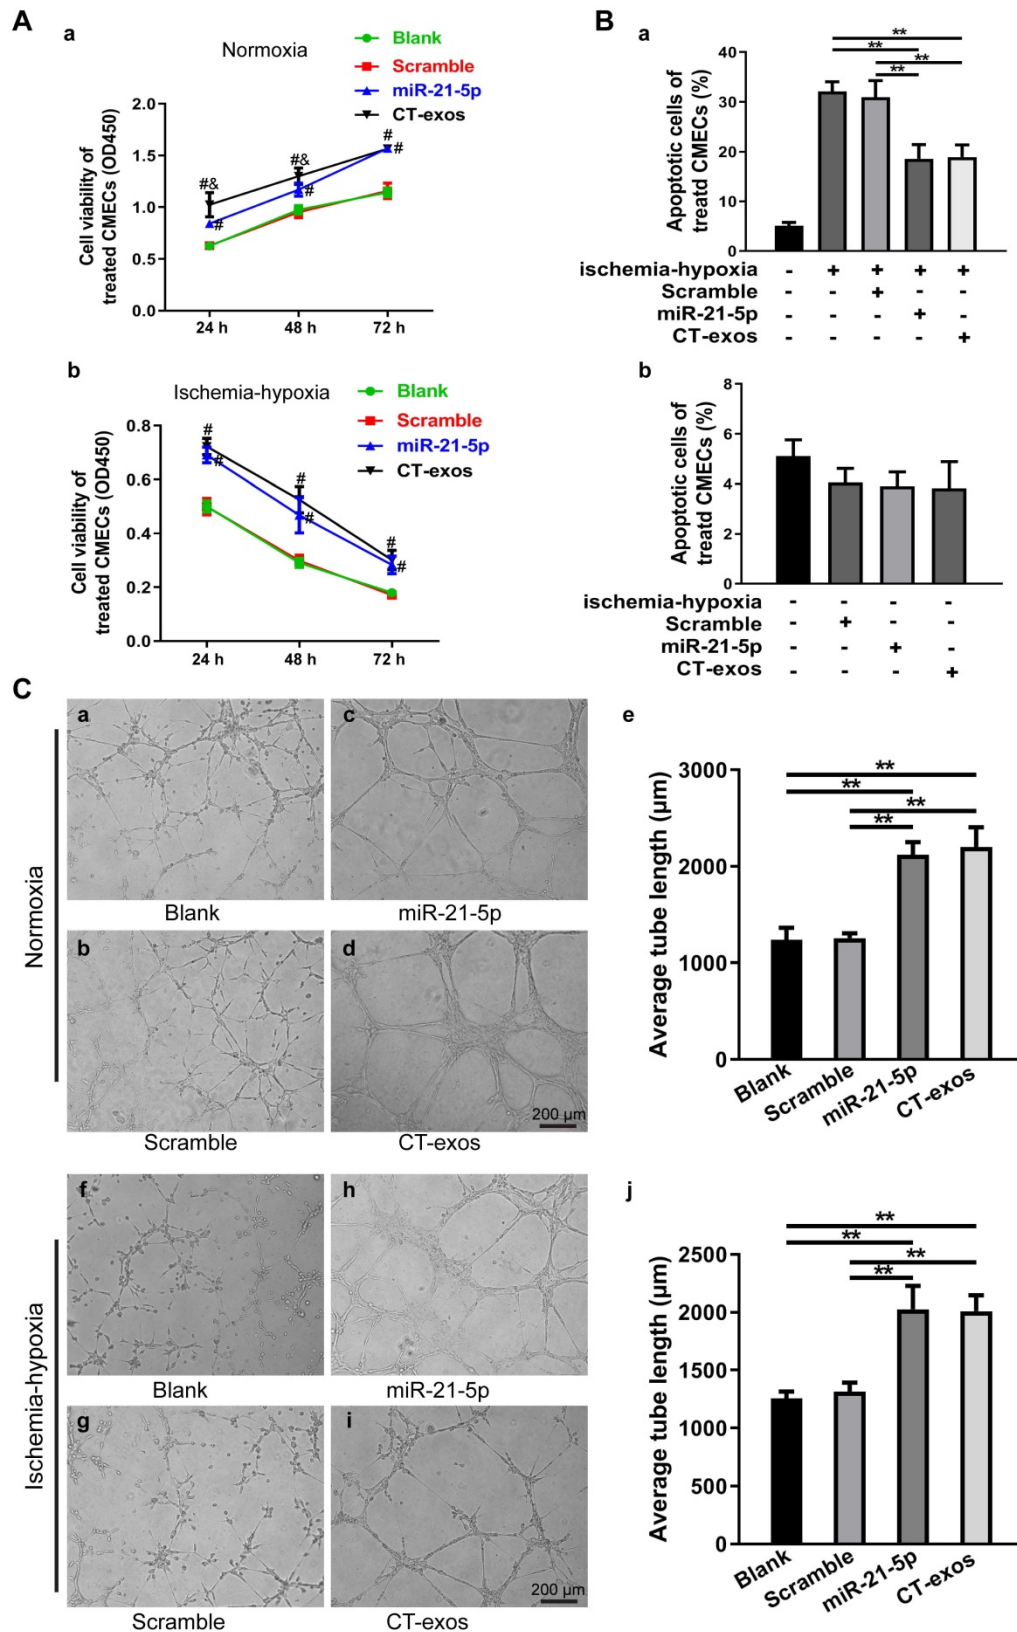 A
a
Normoxia
Blank
Scramble
miR-21-5p
CT-exos
Cell viability of
treated CMECs (OD450)
2.0
1.5
1.0
0.5
0.0
#&
#
#&
#
#
#
24 h 48 h 72 h
b
Ischemia-hypoxia
Blank
Scramble
miR-21-5p
CT-exos
Cell viability of
treated CMECs (OD450)
0.8
0.6
0.4
0.2
0.0
#
#
#
#
#
#
24 h 48 h 72 h
B
a
Apoptotic cells of
treatd CMECs (%)
40
30
20
10
0
**
**
**
**
ischemia-hypoxia - + + + +
Scramble - - + - -
miR-21-5p - - - + -
CT-exos - - - - +
b
Apoptotic cells of
treatd CMECs (%)
8
6
4
2
0
ischemia-hypoxia - - - -
Scramble - + - -
miR-21-5p - - + -
CT-exos - - - +
C
Normoxia
a
c
Blank
miR-21-5p
b
d
200 µm
Scramble
CT-exos
e
Average tube length (µm)
3000
2000
1000
0
**
**
**
**
Blank
Scramble
miR-21-5p
CT-exos
Ischemia-hypoxia
f
h
Blank
miR-21-5p
g
i
200 µm
Scramble
CT-exos
j
Average tube length (µm)
2500
2000
1500
1000
500
0
**
**
**
**
Blank
Scramble
miR-21-5p
CT-exos